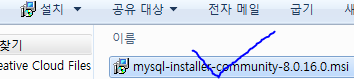 설치 공유 대상 전자 메일 굽기
찾기 이름
eative Cloud Files mysql-installer-community-8.0.16.0.msi